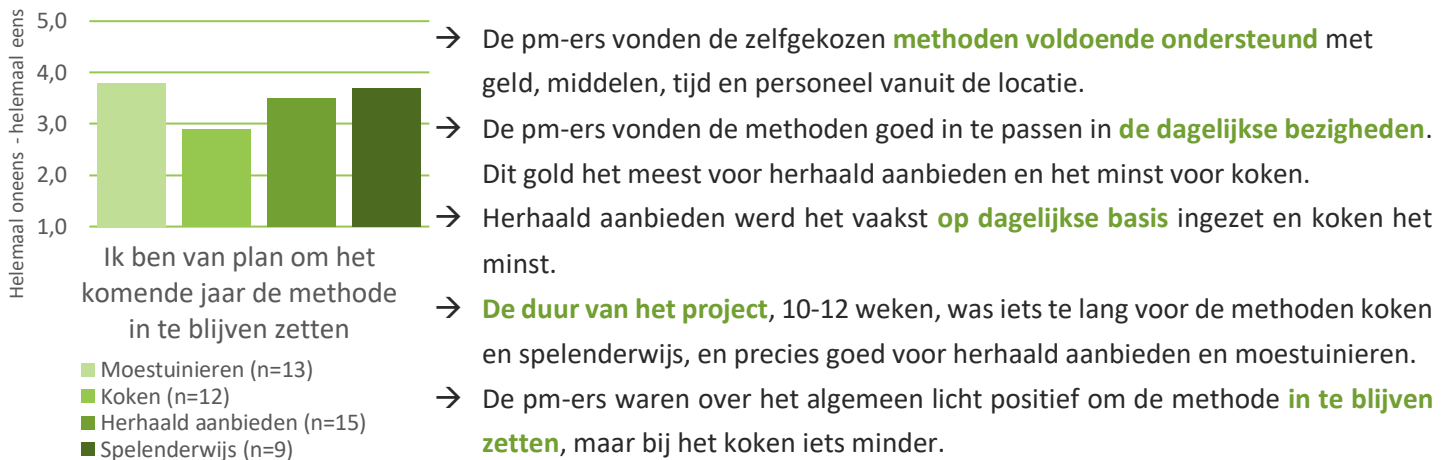 Helemaal oneens - helemaal eens
5,0
4,0
3,0
2,0
1,0
Ik ben van plan om het
komende jaar de methode
in te blijven zetten
Moestuinieren (n=13)
Koken (n=12)
Herhaald aanbieden (n=15)
Spelenderwijs (n=9)
→ De pm-ers vonden de zelfgekozen methoden voldoende ondersteund met
geld, middelen, tijd en personeel vanuit de locatie.
→ De pm-ers vonden de methoden goed in te passen in de dagelijkse bezigheden.
Dit gold het meest voor herhaald aanbieden en het minst voor koken.
→ Herhaald aanbieden werd het vaakst op dagelijkse basis ingezet en koken het
minst.
→ De duur van het project, 10-12 weken, was iets te lang voor de methoden koken
en spelenderwijs, en precies goed voor herhaald aanbieden en moestuinieren.
→ De pm-ers waren over het algemeen licht positief om de methode in te blijven
zetten, maar bij het koken iets minder.